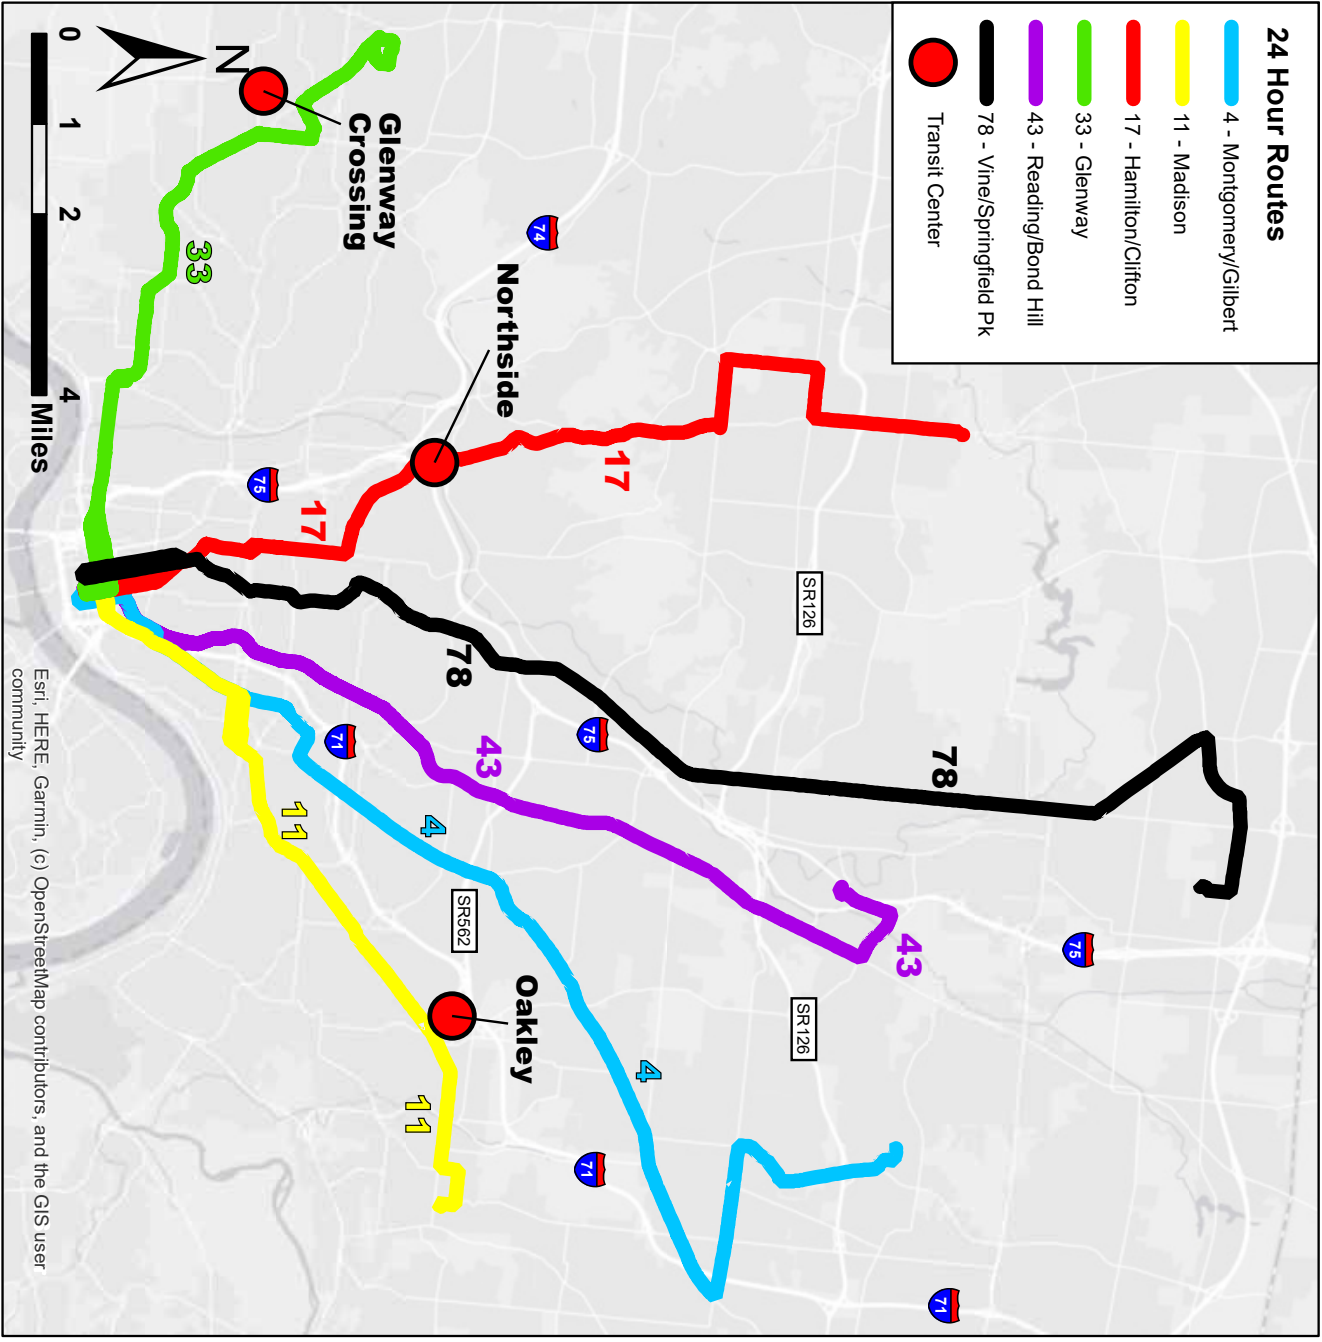 24 Hour Routes
4 - Montgomery/Gilbert
11 - Madison
17 - Hamilton/Clifton
33 - Glenway
43 - Reading/Bond Hill
78 - Vine/Springfield Pk
Transit Center
78
75
43
71
SR126
SR126
17
4
75
71
74
Northside
78
43
4
SR562
Oakley
11
Glenway
Crossing
17
71
11
75
N
33
0
1
2
4
Miles
Esri, HERE, Garmin, (c) OpenStreetMap contributors, and the GIS user
community